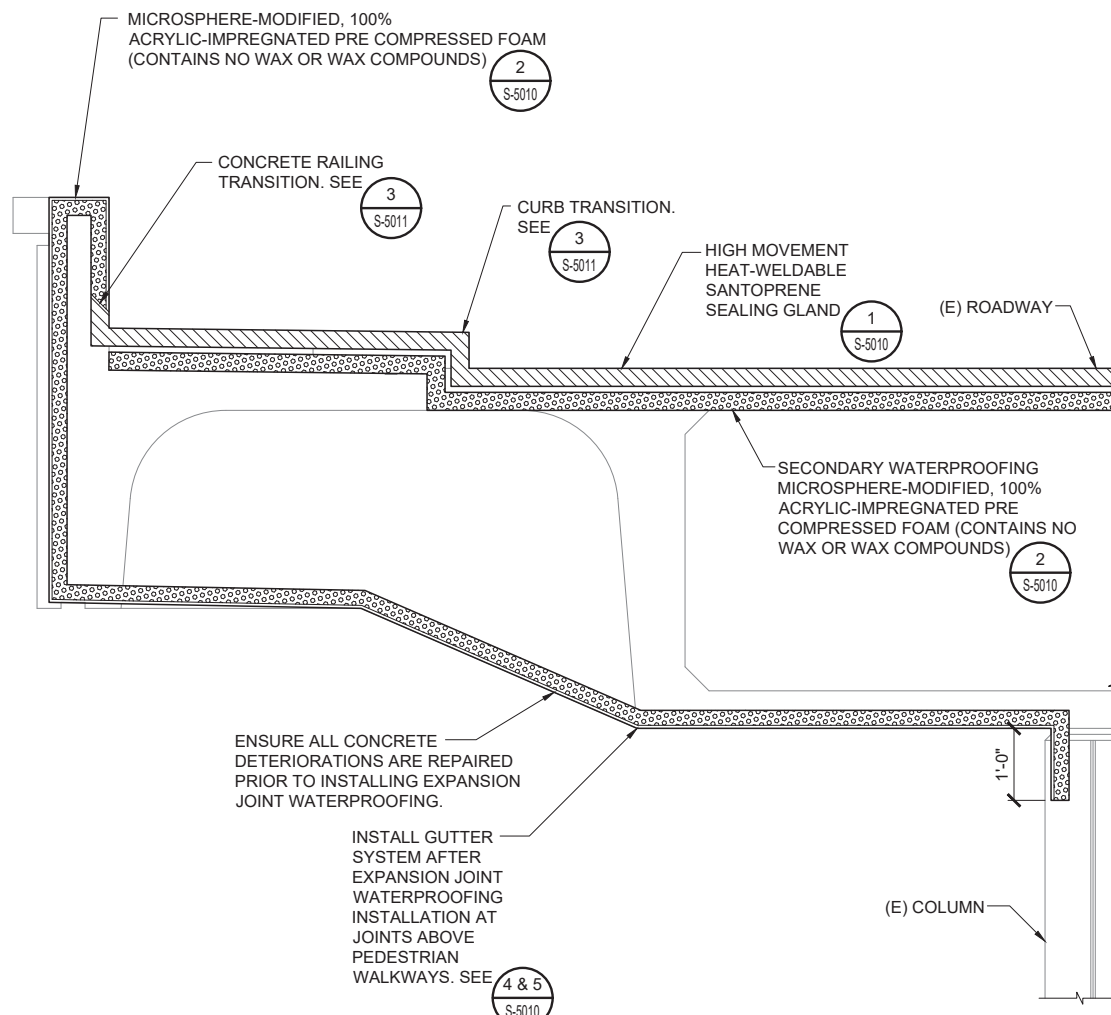 MICROSPHERE-MODIFIED, 100%
ACRYLIC-IMPREGNATED PRE COMPRESSED FOAM
(CONTAINS NO WAX OR WAX COMPOUNDS)
2
S-5010
CONCRETE RAILING
TRANSITION. SEE
3
S-5011
CURB TRANSITION.
SEE
3
S-5011
HIGH MOVEMENT
HEAT-WELDABLE
SANTOPRENE
SEALING GLAND
1
S-5010
(E) ROADWAY
SECONDARY WATERPROOFING
MICROSPHERE-MODIFIED, 100%
ACRYLIC-IMPREGNATED PRE
COMPRESSED FOAM (CONTAINS NO
WAX OR WAX COMPOUNDS)
2
S-5010
ENSURE ALL CONCRETE
DETERIORATIONS ARE REPAIRED
PRIOR TO INSTALLING EXPANSION
JOINT WATERPROOFING.
1'-0"
INSTALL GUTTER
SYSTEM AFTER
EXPANSION JOINT
WATERPROOFING
INSTALLATION AT
JOINTS ABOVE
PEDESTRIAN
WALKWAYS. SEE
4 & 5
S-5010
(E) COLUMN